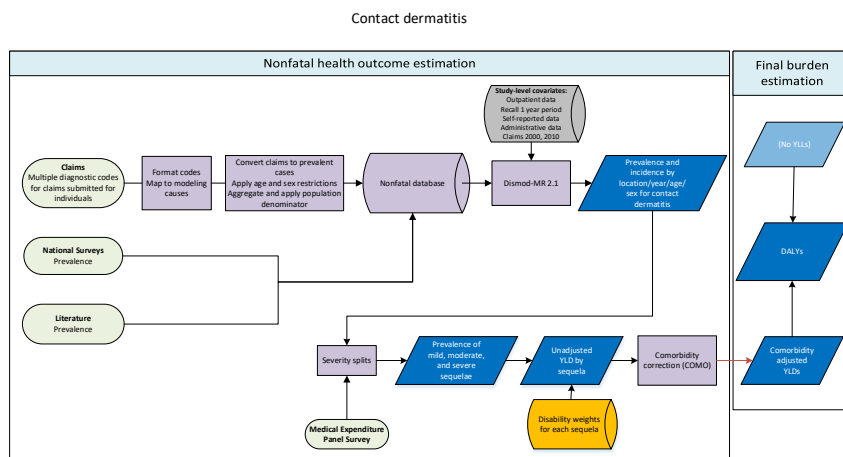 Contact dermatitis
Nonfatal health outcome estimation
Final burden
estimation
Study-level covariates:
Outpatient data
Recall 1 year period
Self-reported data
Administrative data
Claims 2000, 2010
Claims
Multiple diagnostic codes
for claims submitted for
individuals
Format codes
Map to modeling
causes
Convert claims to prevalent
cases
Apply age and sex restrictions
Aggregate and apply population
denominator
Nonfatal database
Dismod-MR 2.1
Prevalence and
incidence by
location/year/age/
sex for contact
dermatitis
(No YLLs)
National Surveys
Prevalence
DALYs
Literature
Prevalence
Severity splits
Prevalence of
mild, moderate,
and severe
sequelae
Unadjusted
YLD by
sequela
Comorbidity
correction (COMO)
Comorbidity
adjusted
YLDs
Medical Expenditure
Panel Survey
Disability weights
for each sequela